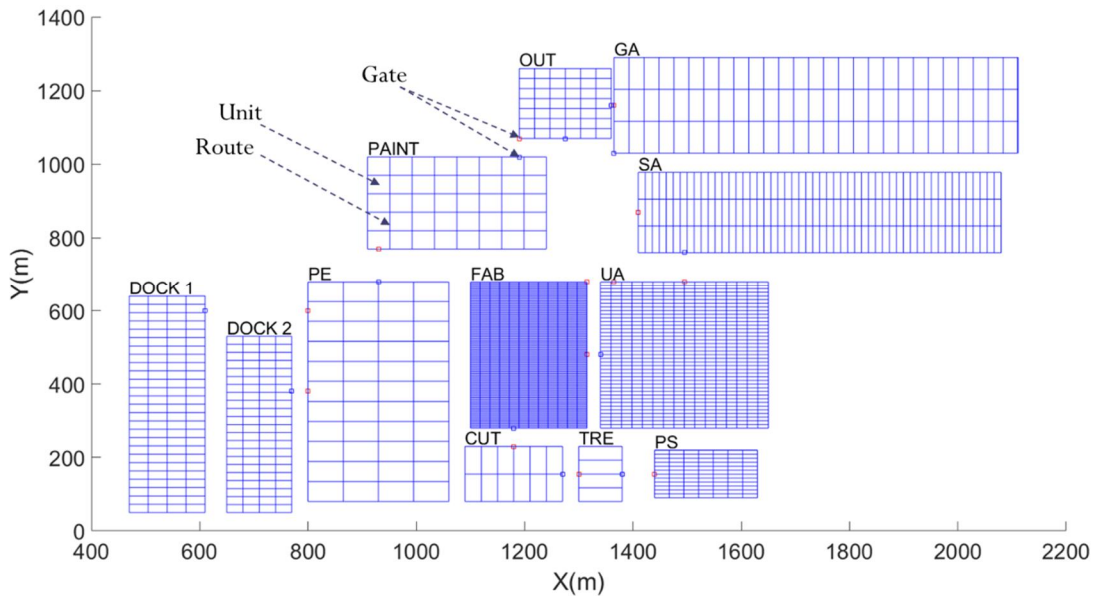 1400
1200
1000
800
600
400
200
0
Y(m)
OUT
GA
Gate
Unit
Route
PAINT
SA
DOCK 1
DOCK 2
PE
FAB
UA
CUT
TRE
PS
400 600 800 1000 1200 1400 1600 1800 2000 2200
X(m)